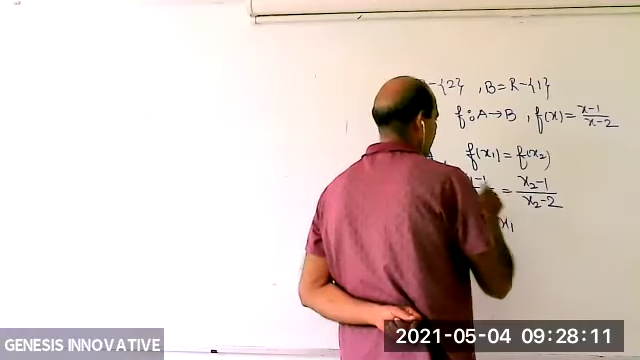 -{2} , B = R-{1}
f: A → B , f(x) = x-1/x-2
f(x₁) = f(x₂)
-1 = x₂-1/x₂-2
x₁
GENESIS INNOVATIVE
2021-05-04 09:28:11